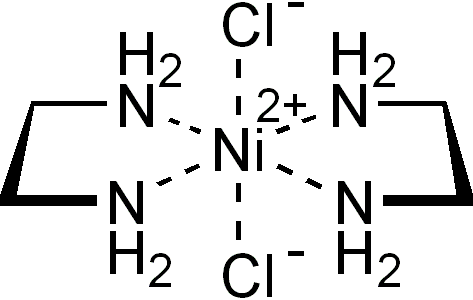 Cl-
H2 H2
N 2+ N
Ni
N N
H2 H2
Cl-